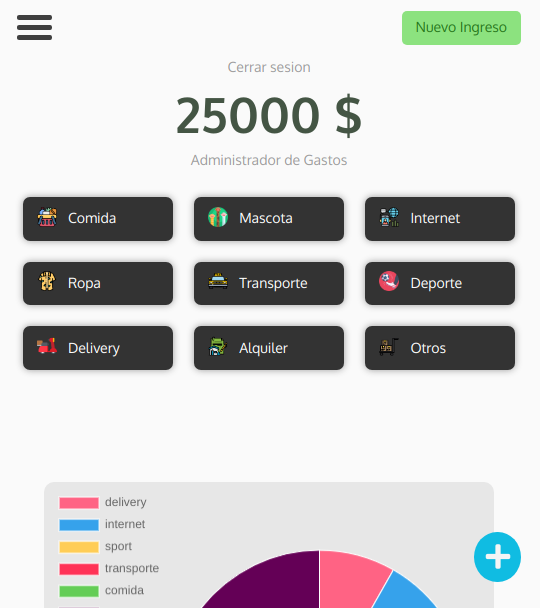 Nuevo Ingreso
Cerrar sesion
25000 $
Administrador de Gastos
Comida
Mascota
Internet
Ropa
Transporte
Deporte
Delivery
Alquiler
Otros
delivery
internet
sport
transporte
comida